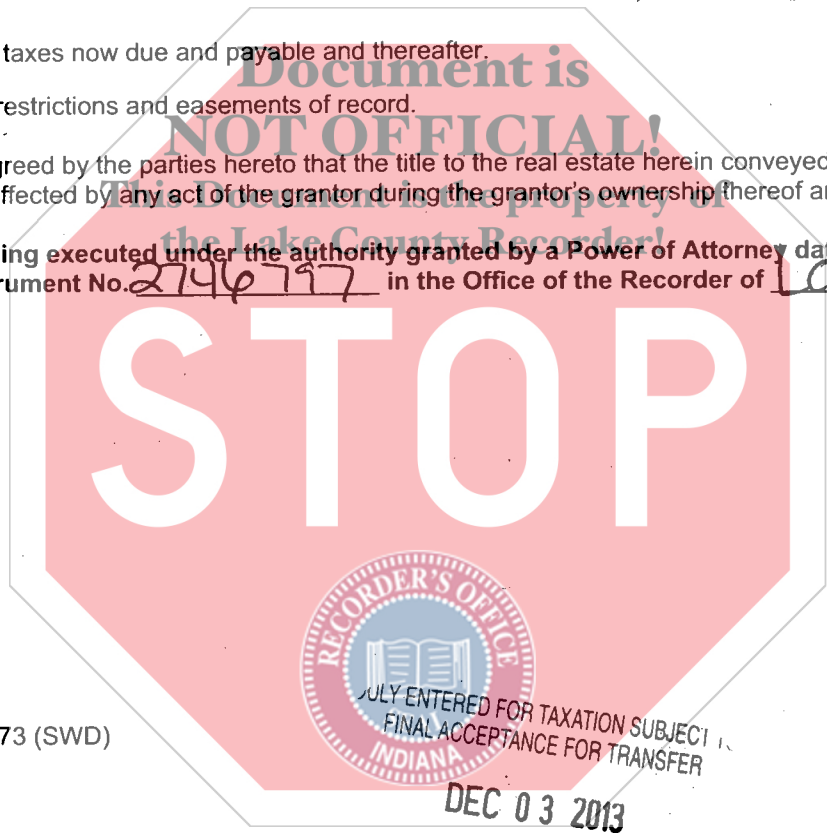 taxes now due and payable and thereafter.
Document is
restrictions and easements of record.
NOT OFFICIAL!
greed by the parties hereto that the title to the real estate herein conveyed
This Document is the property of
ffected by any act of the grantor during the grantor's ownership thereof
the Lake County Recorder!
ing executed under the authority granted by a Power of Attorney
rument No. 2746797 in the Office of the Recorder of
STOP
RECORDER'S OFFICE
INDIANA
73 (SWD)
ULY ENTERED FOR TAXATION SUBJECT
FINAL ACCEPTANCE FOR TRANSFER
DEC 03 2013